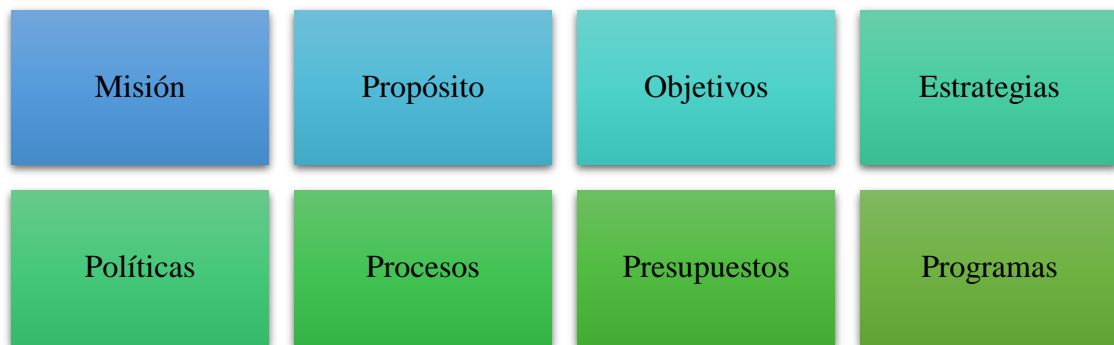 Misión
Propósito
Objetivos
Estrategias
Políticas
Procesos
Presupuestos
Programas